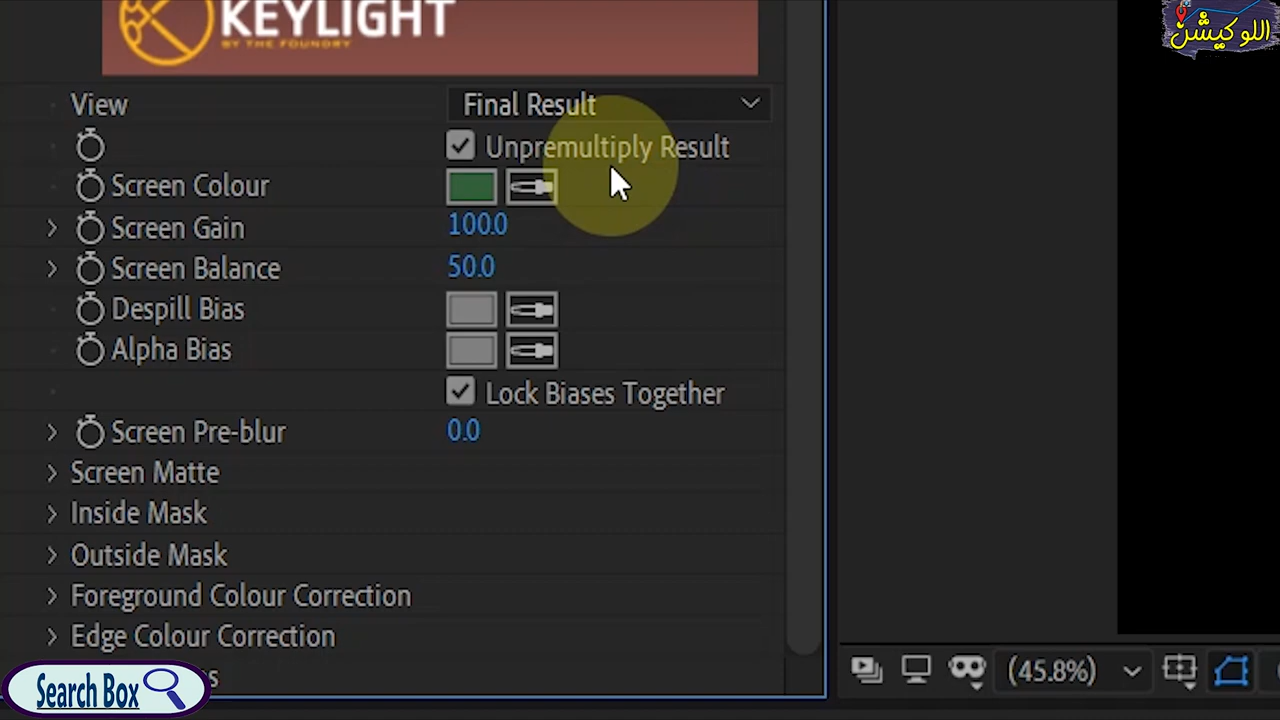 KEYLIGHT
BY THE FOUNDRY
اللوكيشن
View Final Result
Unpremultiply Result
Screen Colour
Screen Gain 100.0
Screen Balance 50.0
Despill Bias
Alpha Bias
Lock Biases Together
Screen Pre-blur 0.0
Screen Matte
Inside Mask
Outside Mask
Foreground Colour Correction
Edge Colour Correction
(45.8%)
Search Box